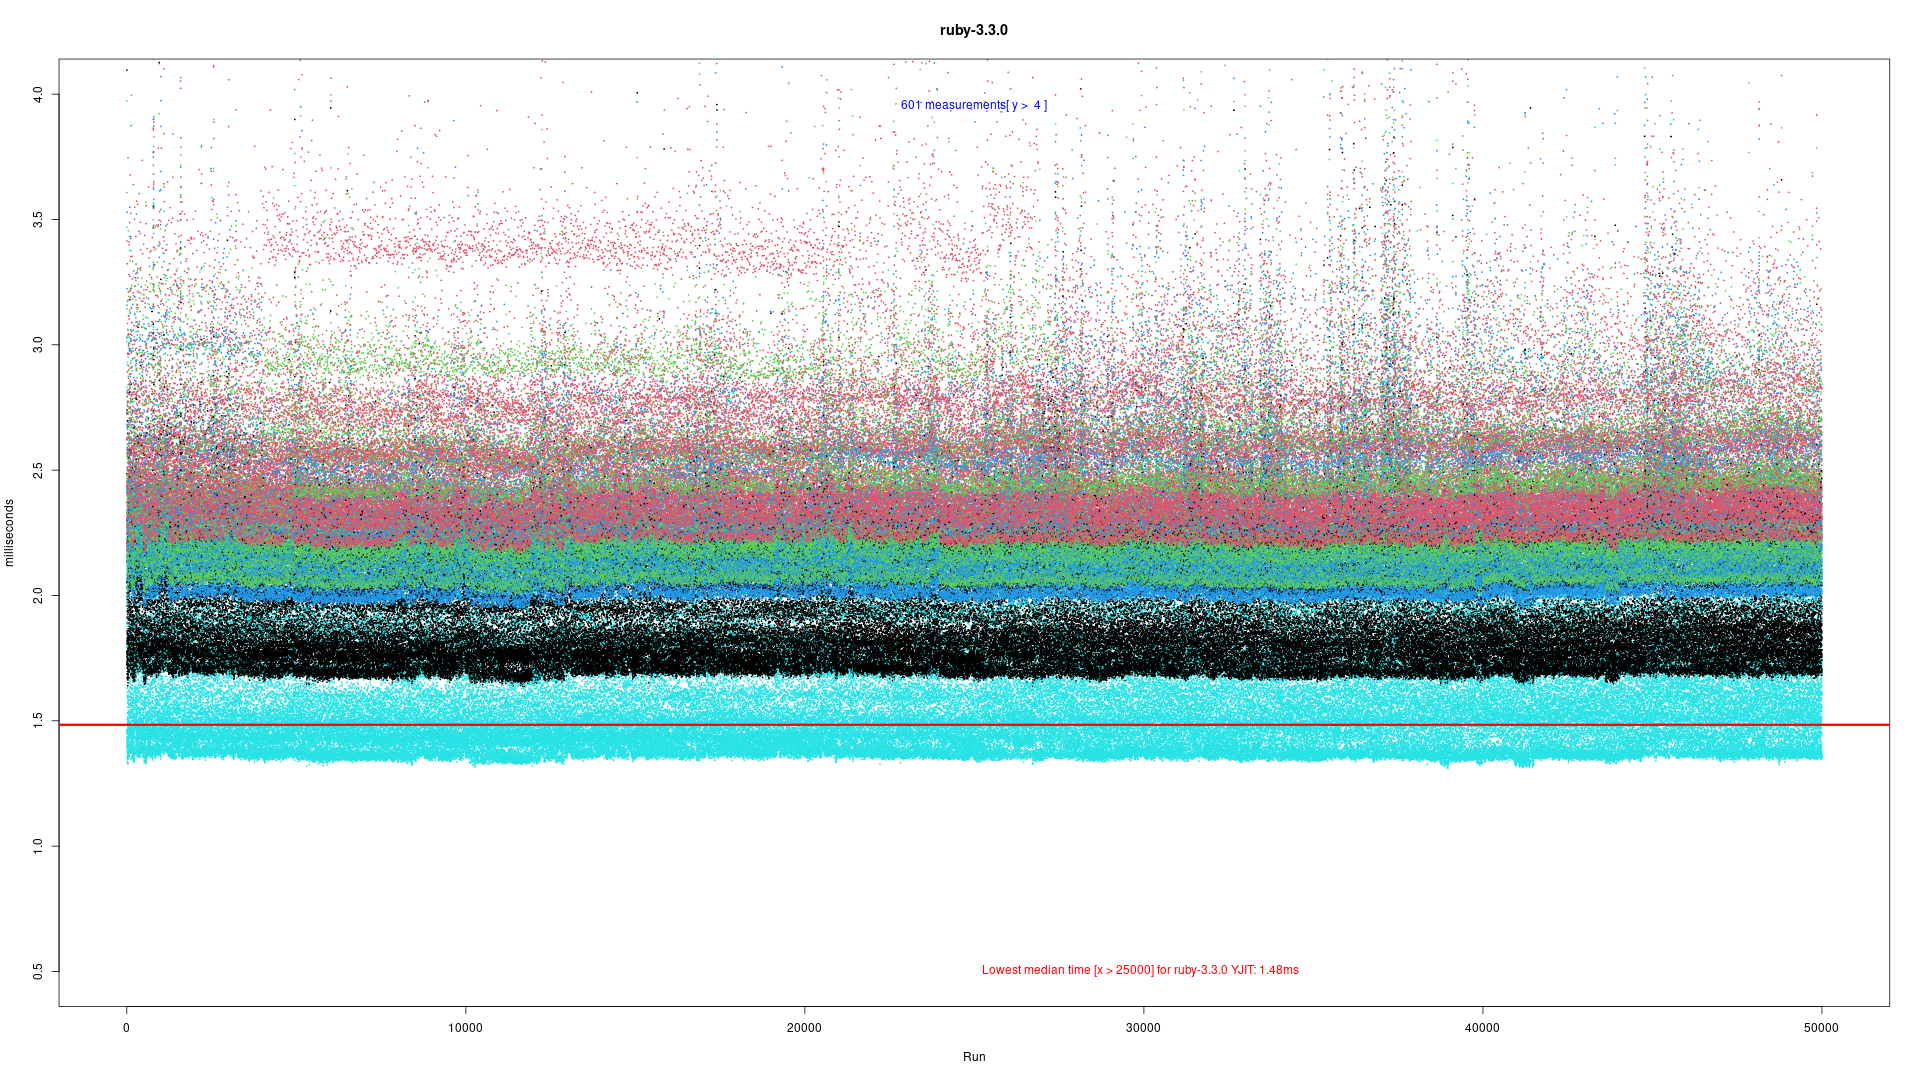 ruby-3.3.0
601 measurements[ y > 4 ]
4.0
3.5
3.0
2.5
2.0
1.5
1.0
0.5
milliseconds
Lowest median time [x > 25000] for ruby-3.3.0 YJIT: 1.48ms
0 10000 20000 30000 40000 50000
Run